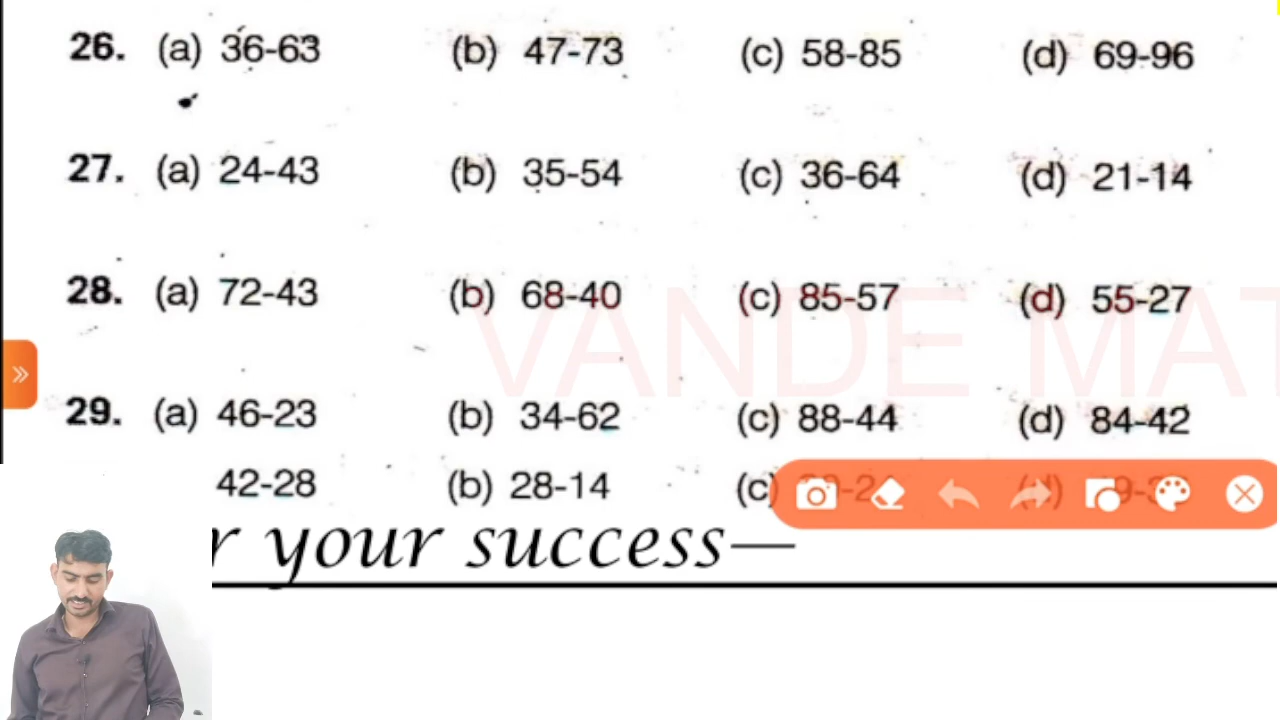 26. (a) 36-63 (b) 47-73 (c) 58-85 (d) 69-96
27. (a) 24-43 (b) 35-54 (c) 36-64 (d) 21-14
28. (a) 72-43 (b) 68-40 (c) 85-57 (d) 55-27
VANDE MAT
29. (a) 46-23 (b) 34-62 (c) 88-44 (d) 84-42
42-28 (b) 28-14 (c)
r your success—